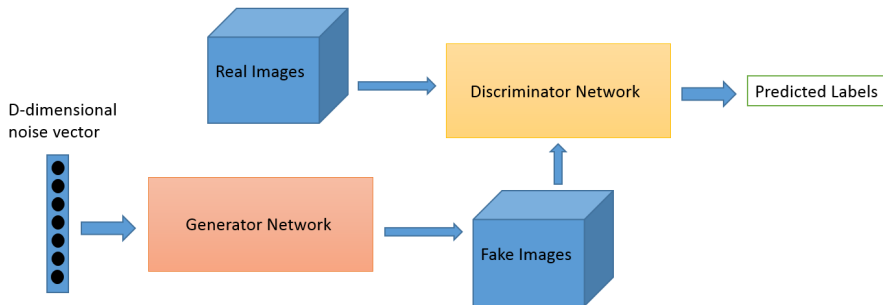 Real Images
Discriminator Network
Predicted Labels
D-dimensional
noise vector
Generator Network
Fake Images